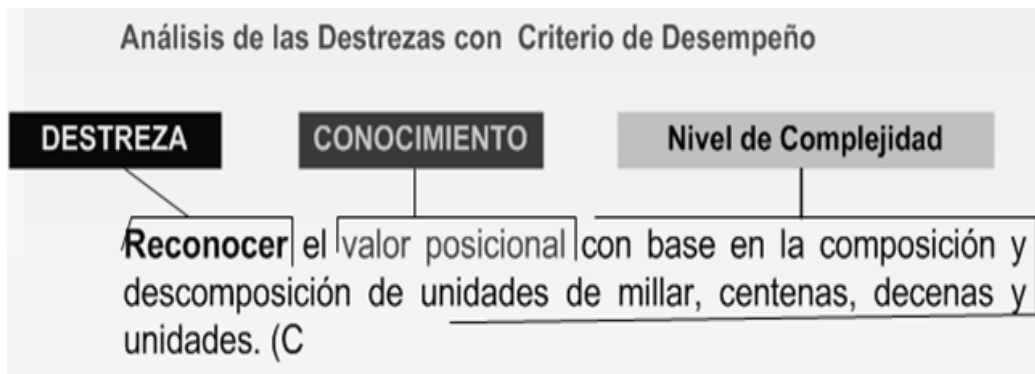 Análisis de las Destrezas con Criterio de Desempeño
DESTREZA CONOCIMIENTO Nivel de Complejidad
Reconocer el valor posicional con base en la composición y
descomposición de unidades de millar, centenas, decenas y
unidades. (C